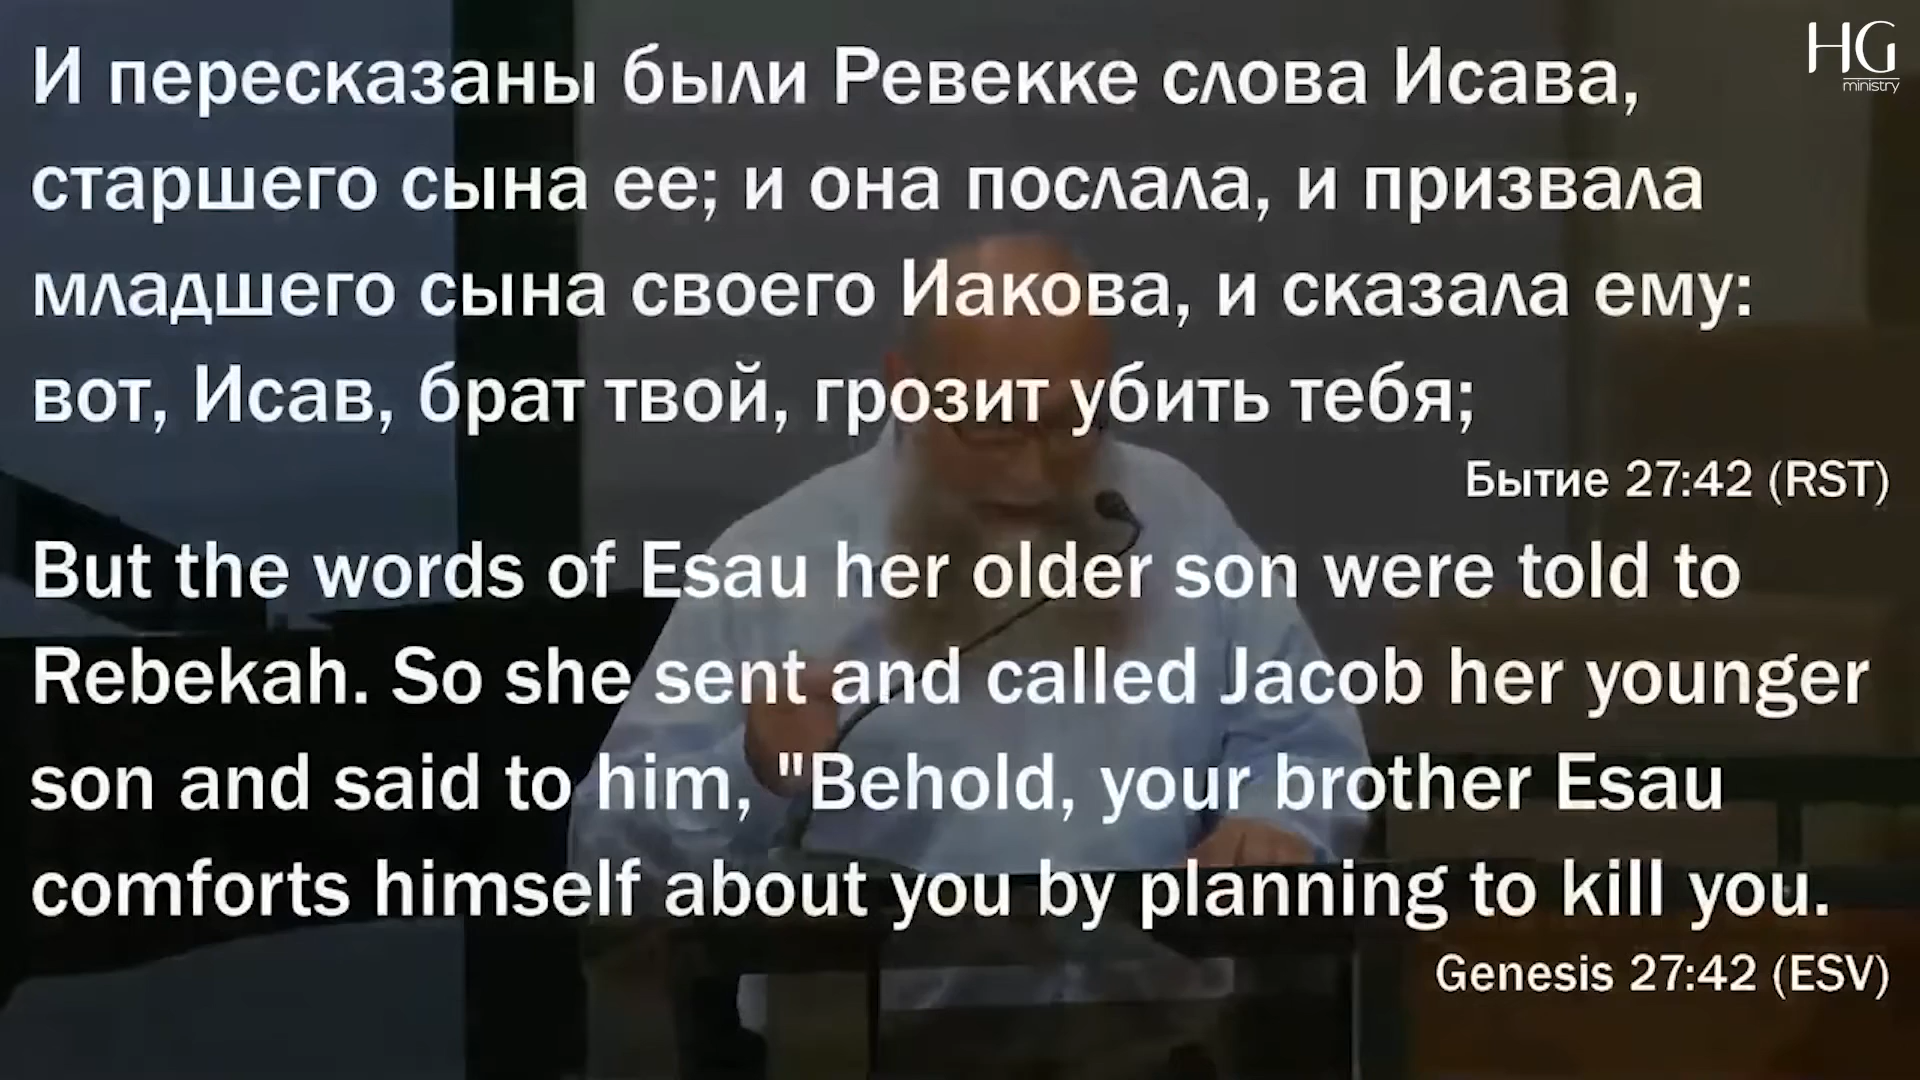 HG
ministry
И пересказаны были Ревекке слова Исава,
старшего сына ее; и она послала, и призвала
младшего сына своего Иакова, и сказала ему:
вот, Исав, брат твой, грозит убить тебя;
Бытие 27:42 (RST)
But the words of Esau her older son were told to
Rebekah. So she sent and called Jacob her younger
son and said to him, "Behold, your brother Esau
comforts himself about you by planning to kill you.
Genesis 27:42 (ESV)